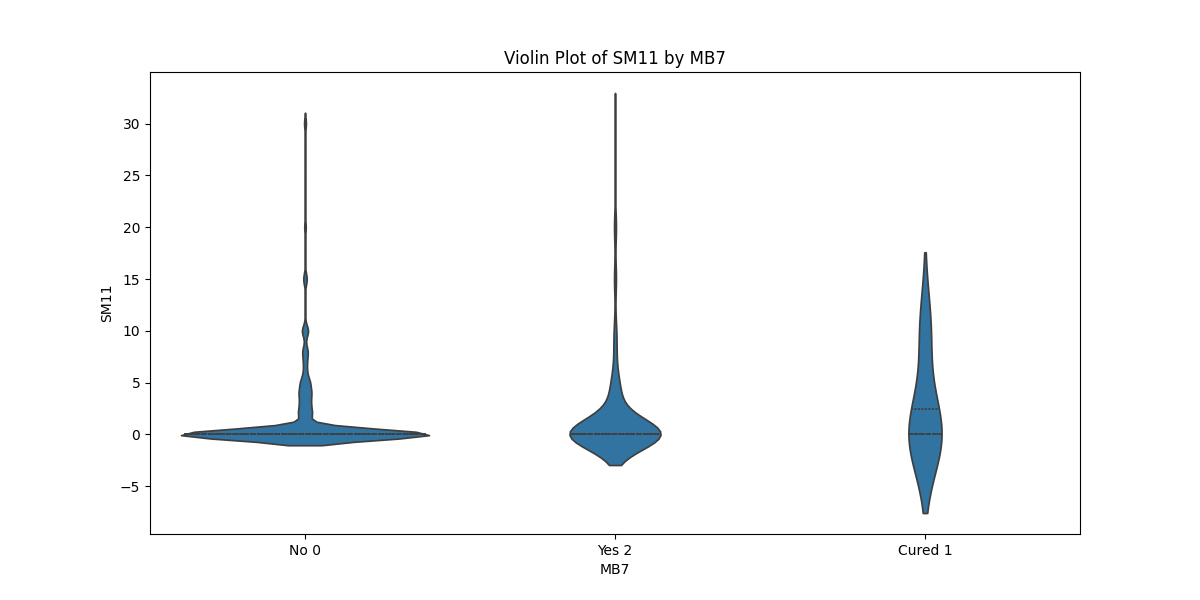 Violin Plot of SM11 by MB7
30
25
20
15
10
5
0
−5
SM11
No 0
Yes 2
Cured 1
MB7